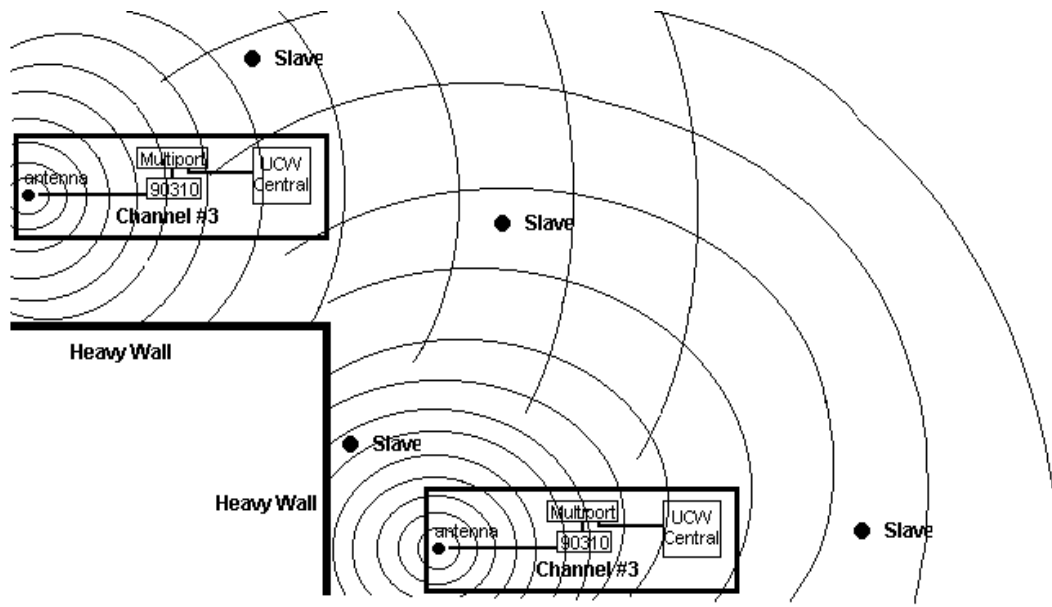 Slave
Multiport
UCW
Central
antenna
90310
Channel #3
Slave
Heavy Wall
Slave
Heavy Wall
Multiport
UCW
Central
antenna
90310
Channel #3
Slave